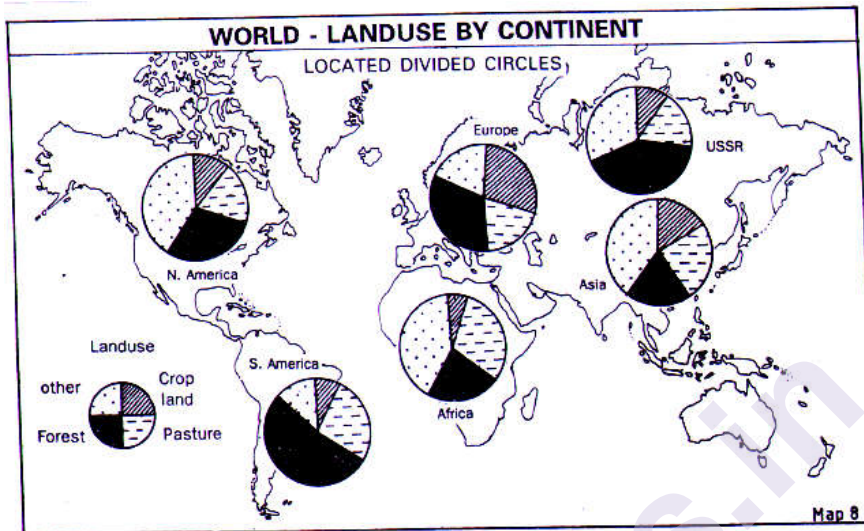 WORLD - LANDUSE BY CONTINENT
LOCATED DIVIDED CIRCLES
Europe
USSR
N. America
Asia
S. America
Africa
Landuse
other
Crop
land
Forest
Pasture
Map 8
s.in